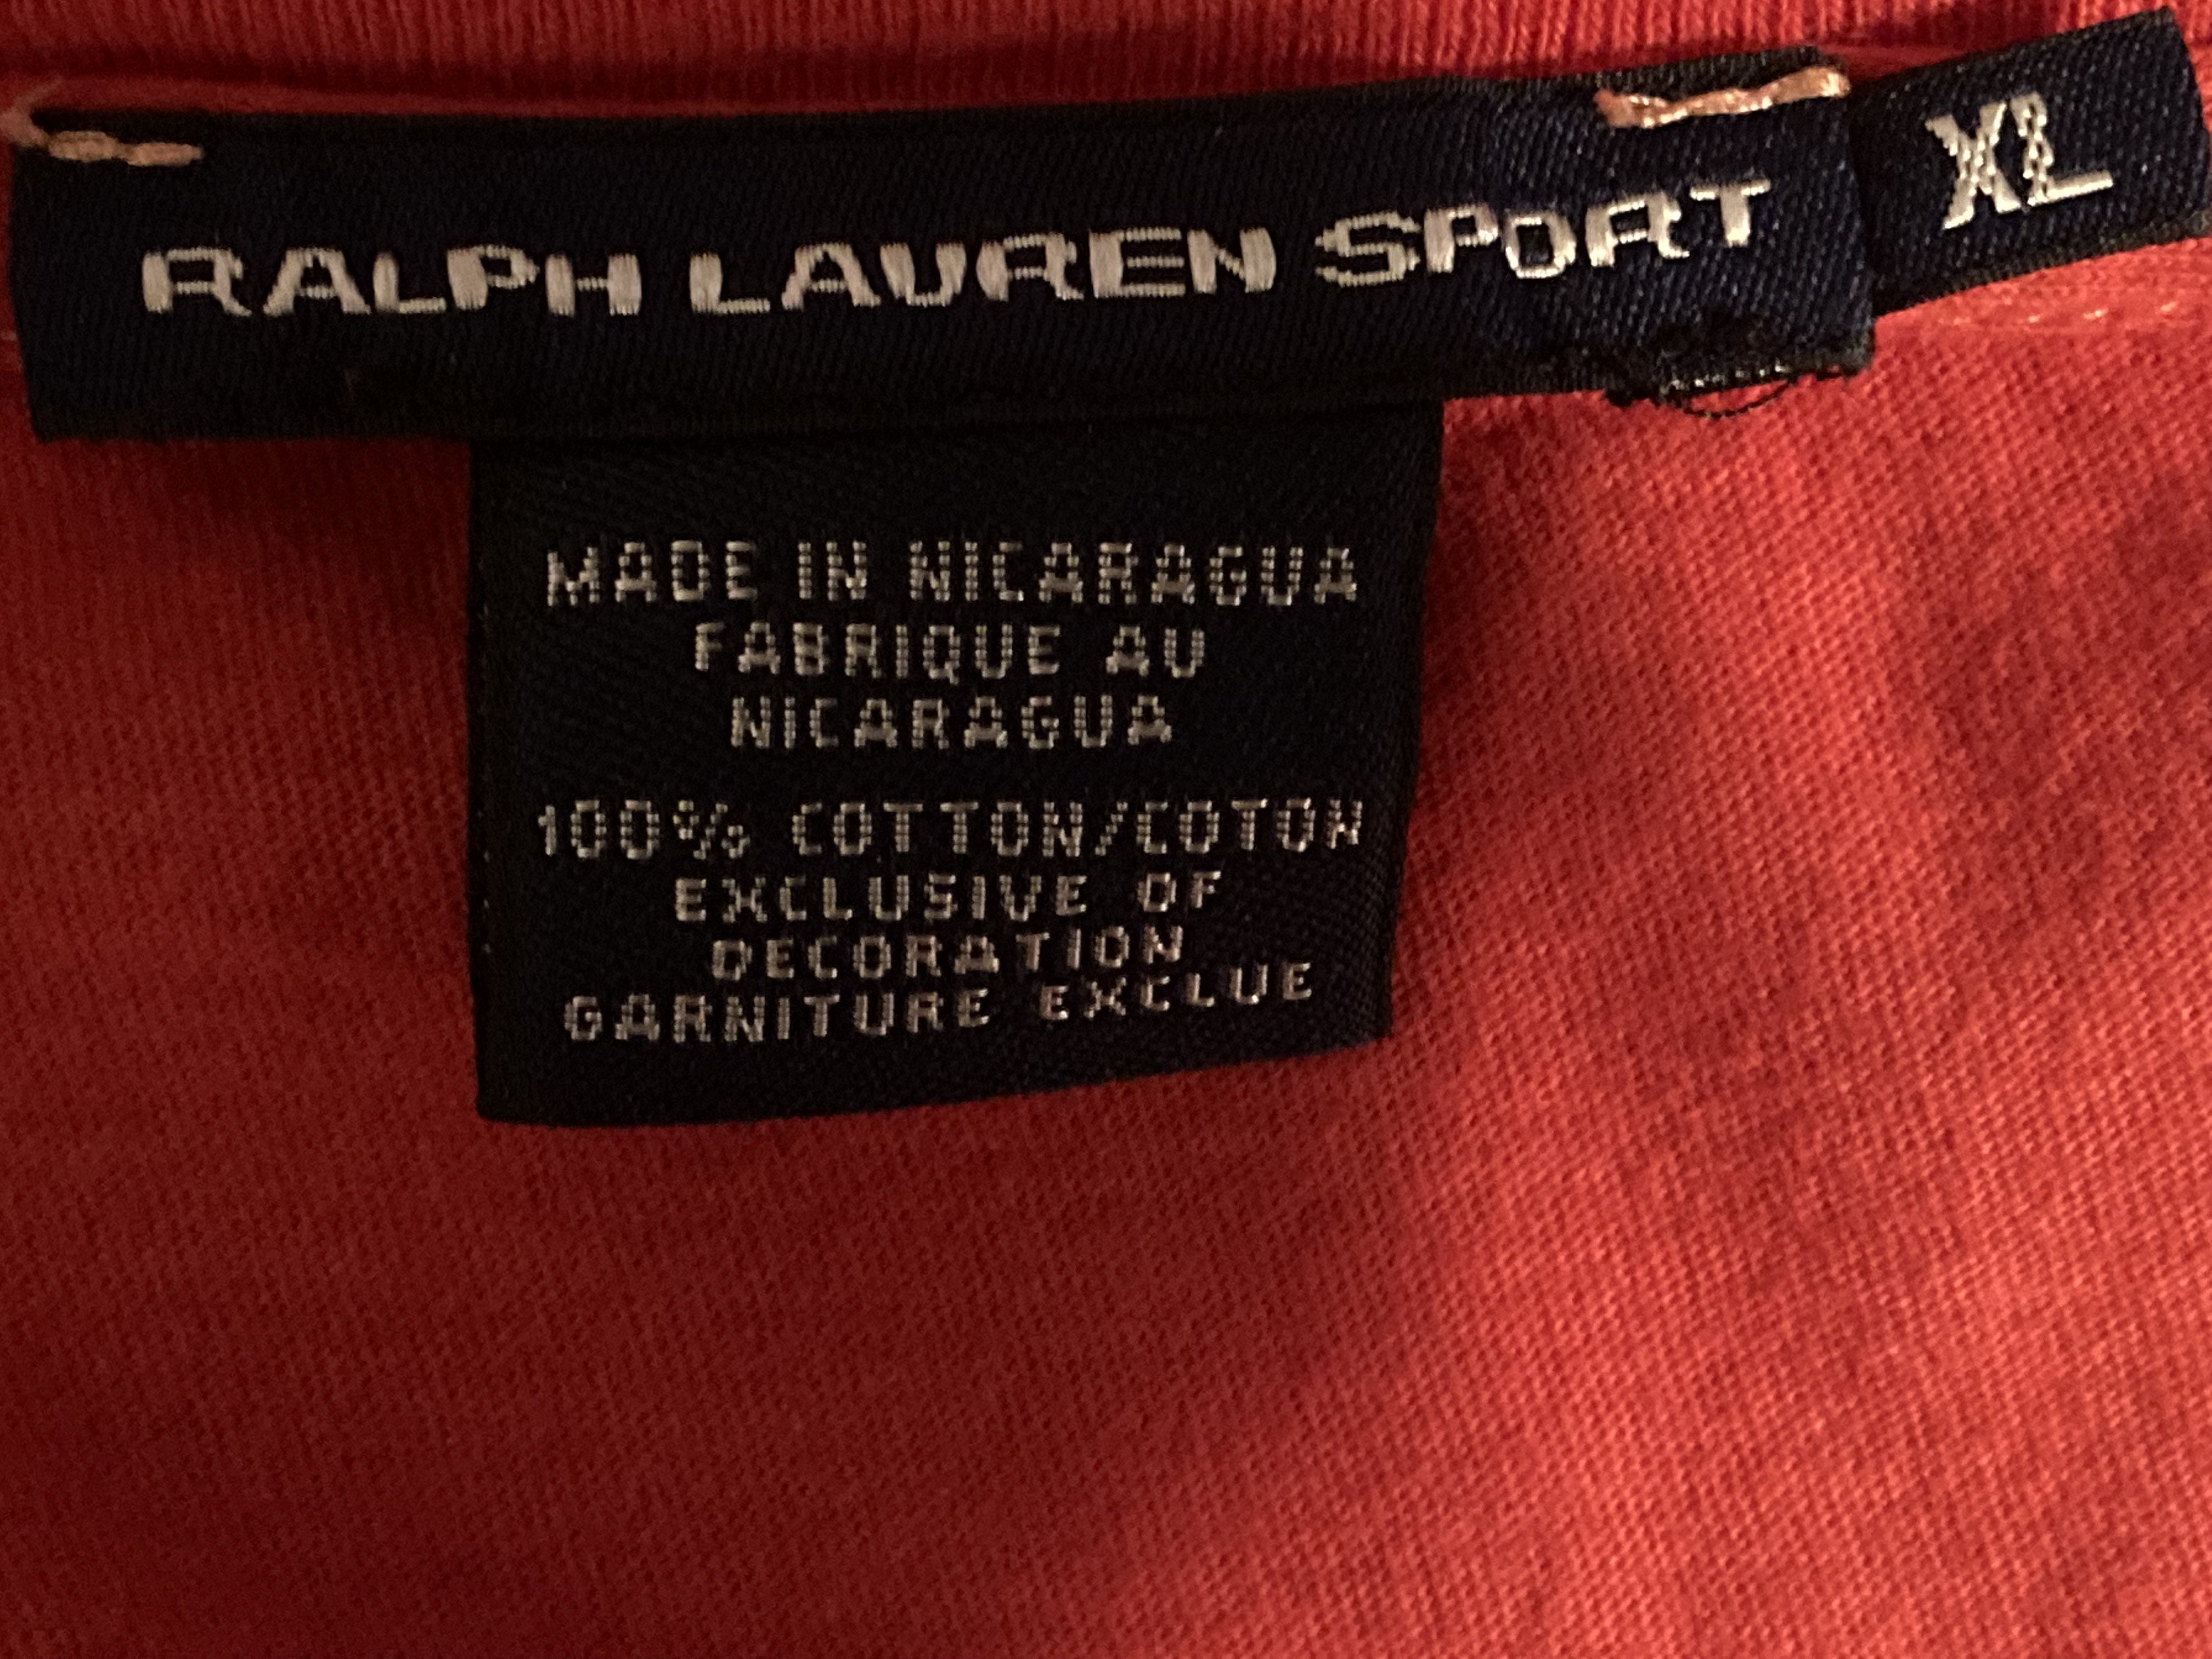 RALPH LAUREN SPORT XL
MADE IN NICARAGUA
FABRIQUE AU
NICARAGUA
100% COTTON/COTON
EXCLUSIVE OF
DECORATION
GARNITURE EXCLUE